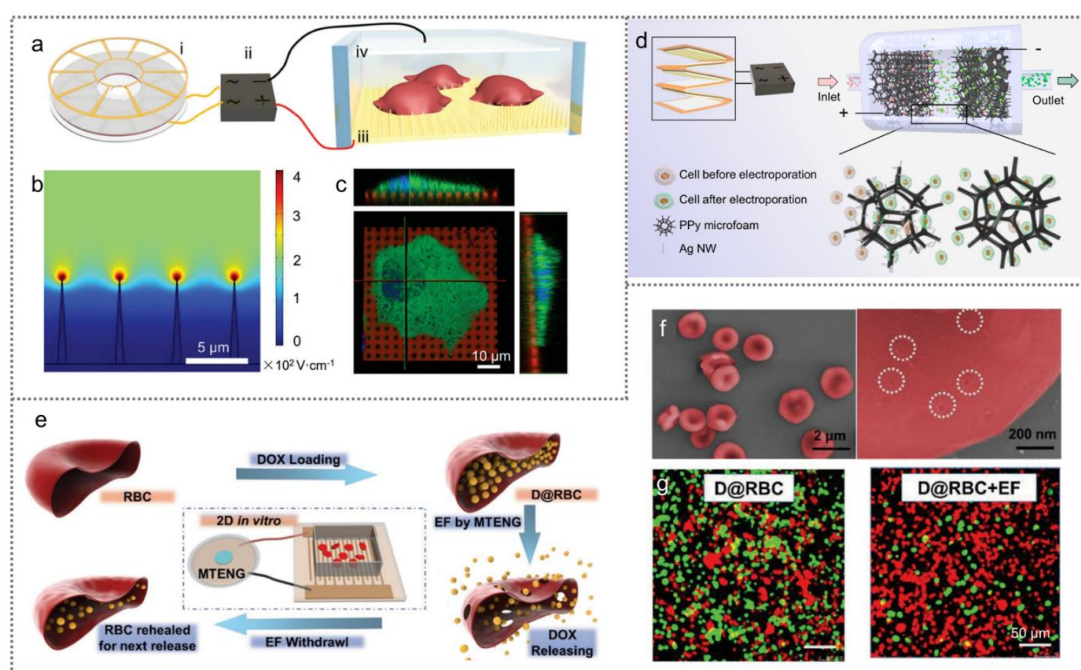 a
i
ii
iv
iii
~ −
~ +
b
4
3
2
1
0
5 μm
×10² V·cm⁻¹
c
10 μm
d
~ −
~ +
Inlet
-
+
Outlet
Cell before electroporation
Cell after electroporation
PPy microfoam
Ag NW
e
RBC
DOX Loading
D@RBC
2D in vitro
MTENG
EF by MTENG
RBC rehealed
for next release
EF Withdrawl
DOX
Releasing
f
2 μm
200 nm
g
D@RBC
D@RBC+EF
50 μm